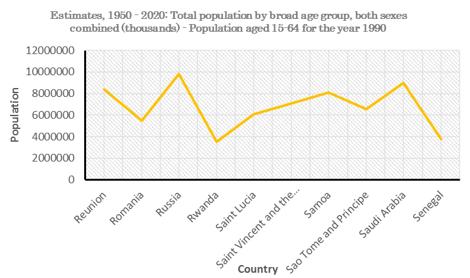 Estimates, 1950 - 2020: Total population by broad age group, both sexes
combined (thousands) - Population aged 15-64 for the year 1990
12000000
10000000
8000000
6000000
4000000
2000000
0
Population
Reunion
Romania
Russia
Rwanda
Saint Lucia
Saint Vincent and the...
Samoa
Sao Tome and Principe
Saudi Arabia
Senegal
Country